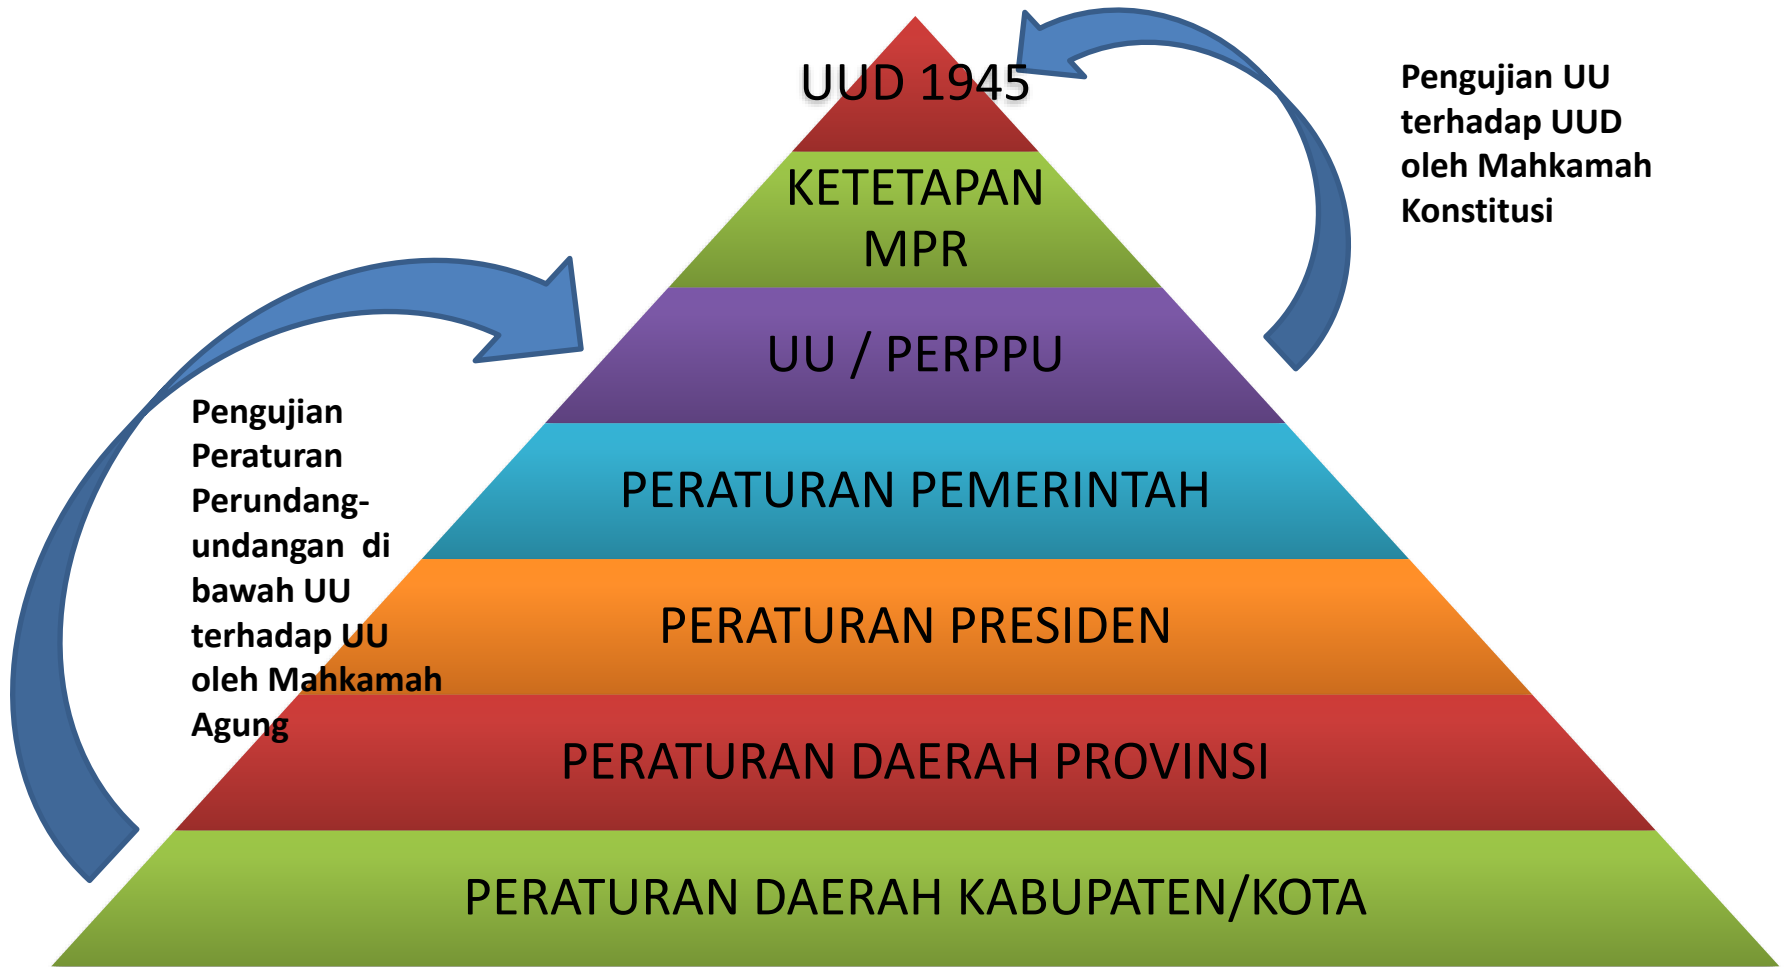 UUD 1945
KETETAPAN
MPR
UU / PERPPU
PERATURAN PEMERINTAH
PERATURAN PRESIDEN
PERATURAN DAERAH PROVINSI
PERATURAN DAERAH KABUPATEN/KOTA
Pengujian UU
terhadap UUD
oleh Mahkamah
Konstitusi
Pengujian
Peraturan
Perundang-
undangan  di
bawah UU
terhadap UU
oleh Mahkamah
Agung